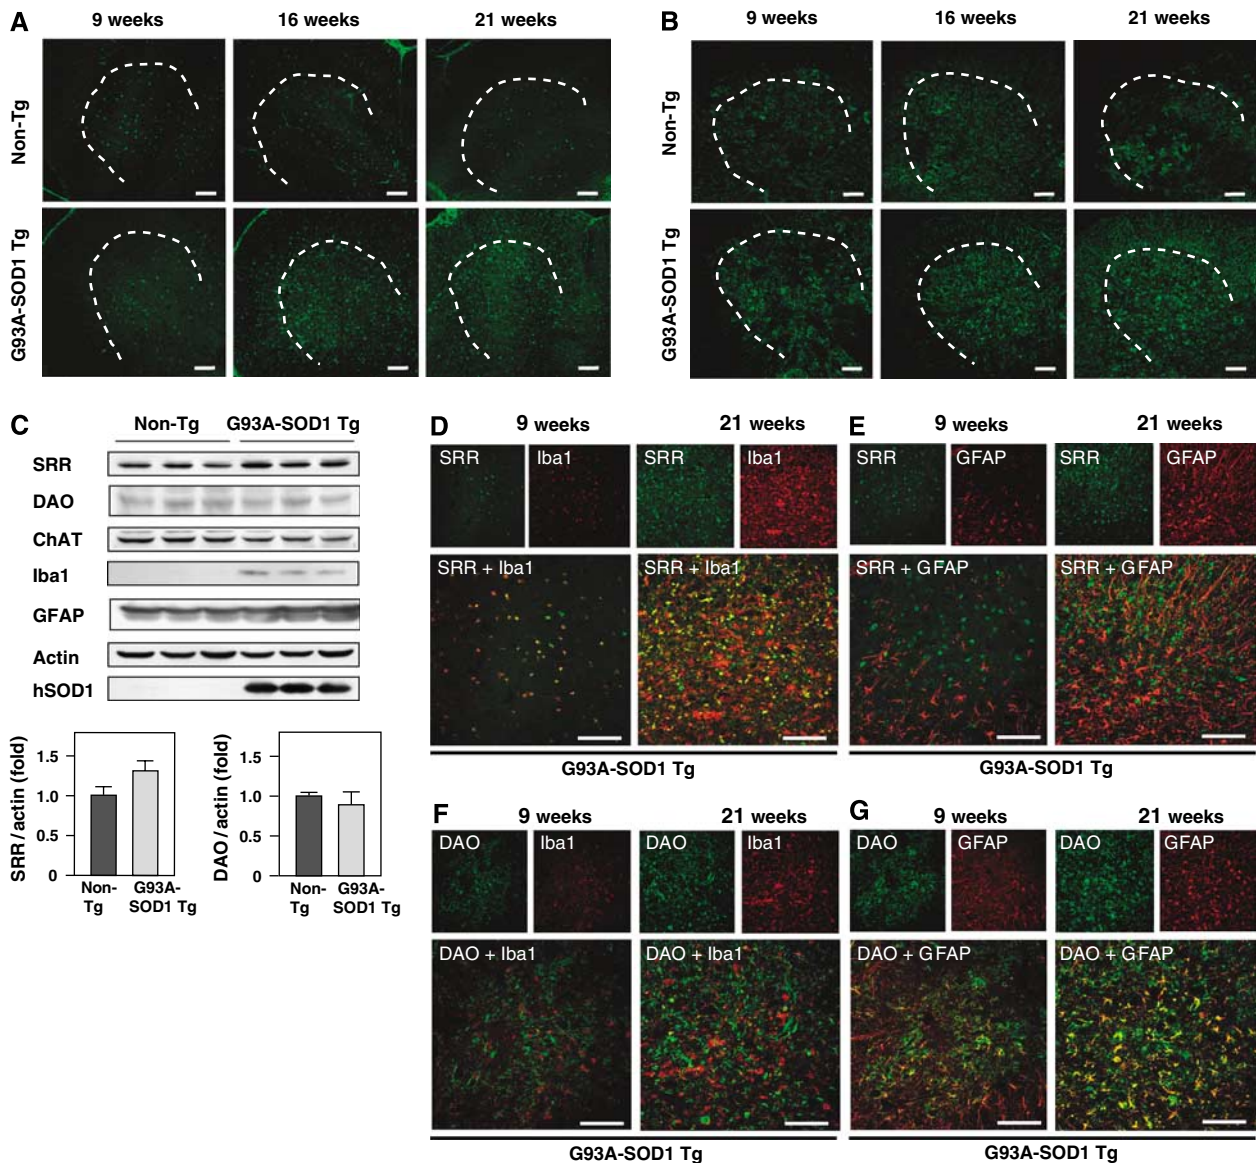 A
9 weeks
16 weeks
21 weeks
Non-Tg
G93A-SOD1 Tg
B
9 weeks
16 weeks
21 weeks
Non-Tg
G93A-SOD1 Tg
C
Non-Tg
G93A-SOD1 Tg
SRR
DAO
ChAT
Iba1
GFAP
Actin
hSOD1
SRR / actin (fold)
1.5
1.0
0.5
0
Non-
Tg
G93A-
SOD1 Tg
DAO / actin (fold)
1.5
1.0
0.5
0
Non-
Tg
G93A-
SOD1 Tg
D
9 weeks
21 weeks
SRR
Iba1
SRR
Iba1
SRR + Iba1
SRR + Iba1
G93A-SOD1 Tg
E
9 weeks
21 weeks
SRR
GFAP
SRR
GFAP
SRR + GFAP
SRR + GFAP
G93A-SOD1 Tg
F
9 weeks
21 weeks
DAO
Iba1
DAO
Iba1
DAO + Iba1
DAO + Iba1
G93A-SOD1 Tg
G
9 weeks
21 weeks
DAO
GFAP
DAO
GFAP
DAO + GFAP
DAO + GFAP
G93A-SOD1 Tg